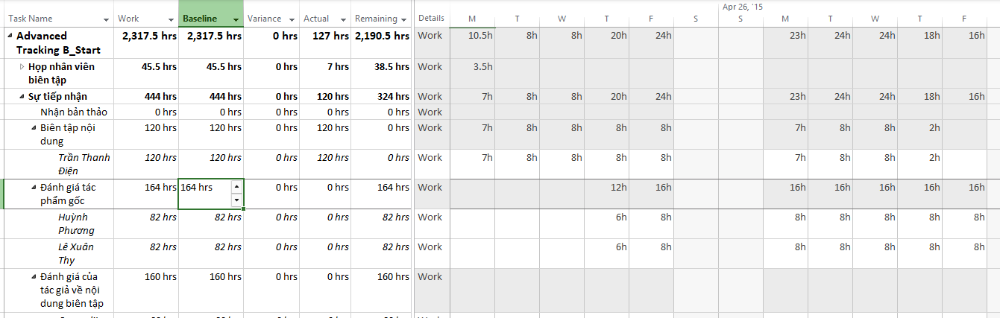 Apr 26, '15
Task Name Work Baseline Variance Actual Remaining Details M T W T F S S M T W T F
Advanced 2,317.5 hrs 2,317.5 hrs 0 hrs 127 hrs 2,190.5 hrs Work 10.5h 8h 8h 20h 24h 23h 24h 24h 18h 16h
Tracking B_Start
Họp nhân viên 45.5 hrs 45.5 hrs 0 hrs 7 hrs 38.5 hrs Work 3.5h
biên tập
Sự tiếp nhận 444 hrs 444 hrs 0 hrs 120 hrs 324 hrs Work 7h 8h 8h 20h 24h 23h 24h 24h 18h 16h
Nhận bản thảo 0 hrs 0 hrs 0 hrs 0 hrs 0 hrs Work
Biên tập nội 120 hrs 120 hrs 0 hrs 120 hrs 0 hrs Work 7h 8h 8h 8h 8h 7h 8h 8h 2h
dung
Trần Thanh 120 hrs 120 hrs 0 hrs 120 hrs 0 hrs Work 7h 8h 8h 8h 8h 7h 8h 8h 2h
Điện
Đánh giá tác 164 hrs 164 hrs 0 hrs 0 hrs 164 hrs Work 12h 16h 16h 16h 16h 16h 16h
phẩm gốc
Huỳnh 82 hrs 82 hrs 0 hrs 0 hrs 82 hrs Work 6h 8h 8h 8h 8h 8h 8h
Phương
Lê Xuân 82 hrs 82 hrs 0 hrs 0 hrs 82 hrs Work 6h 8h 8h 8h 8h 8h 8h
Thy
Đánh giá của 160 hrs 160 hrs 0 hrs 0 hrs 160 hrs Work
tác giả về nội
dung biên tập